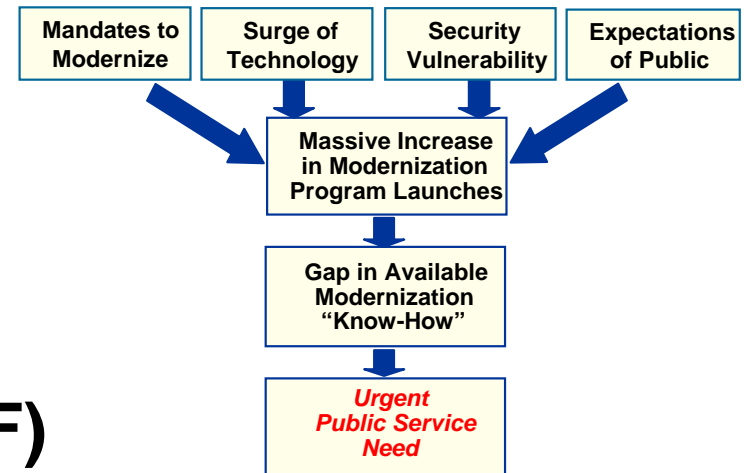 Mandates to
Modernize
Surge of
Technology
Security
Vulnerability
Expectations
of Public
Massive Increase
in Modernization
Program Launches
Gap in Available
Modernization
“Know-How”
Urgent
Public Service
Need
F)